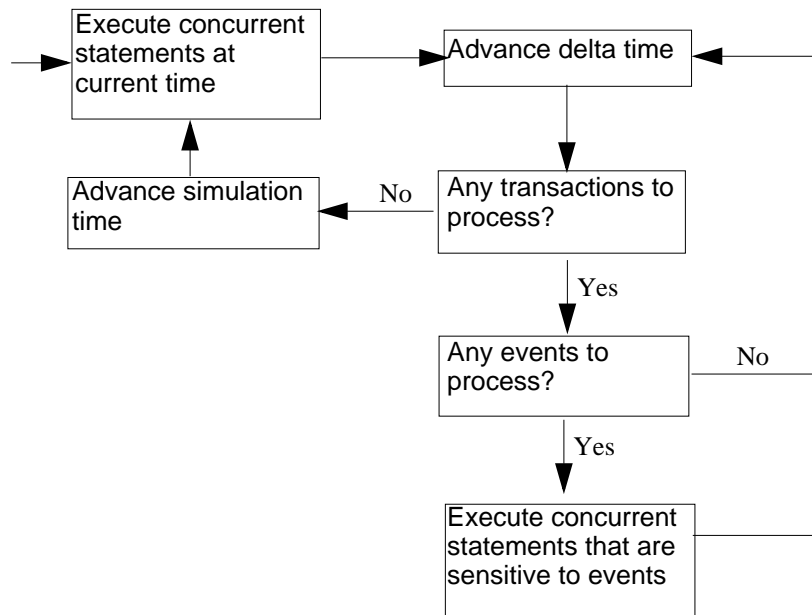 Execute concurrent
statements at
current time
Advance delta time
Advance simulation
time
No
Any transactions to
process?
Yes
Any events to
process?
No
Yes
Execute concurrent
statements that are
sensitive to events